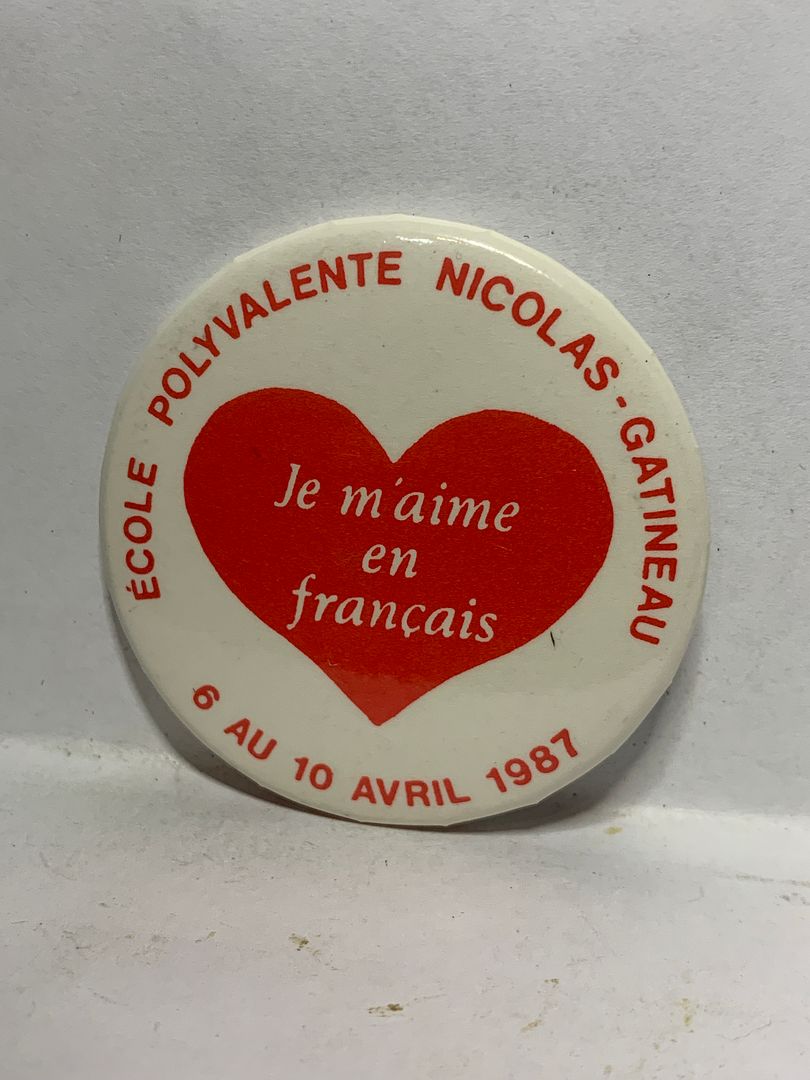 ÉCOLE POLYVALENTE NICOLAS-GATINEAU
Je m'aime
en
français
6 AU 10 AVRIL 1987